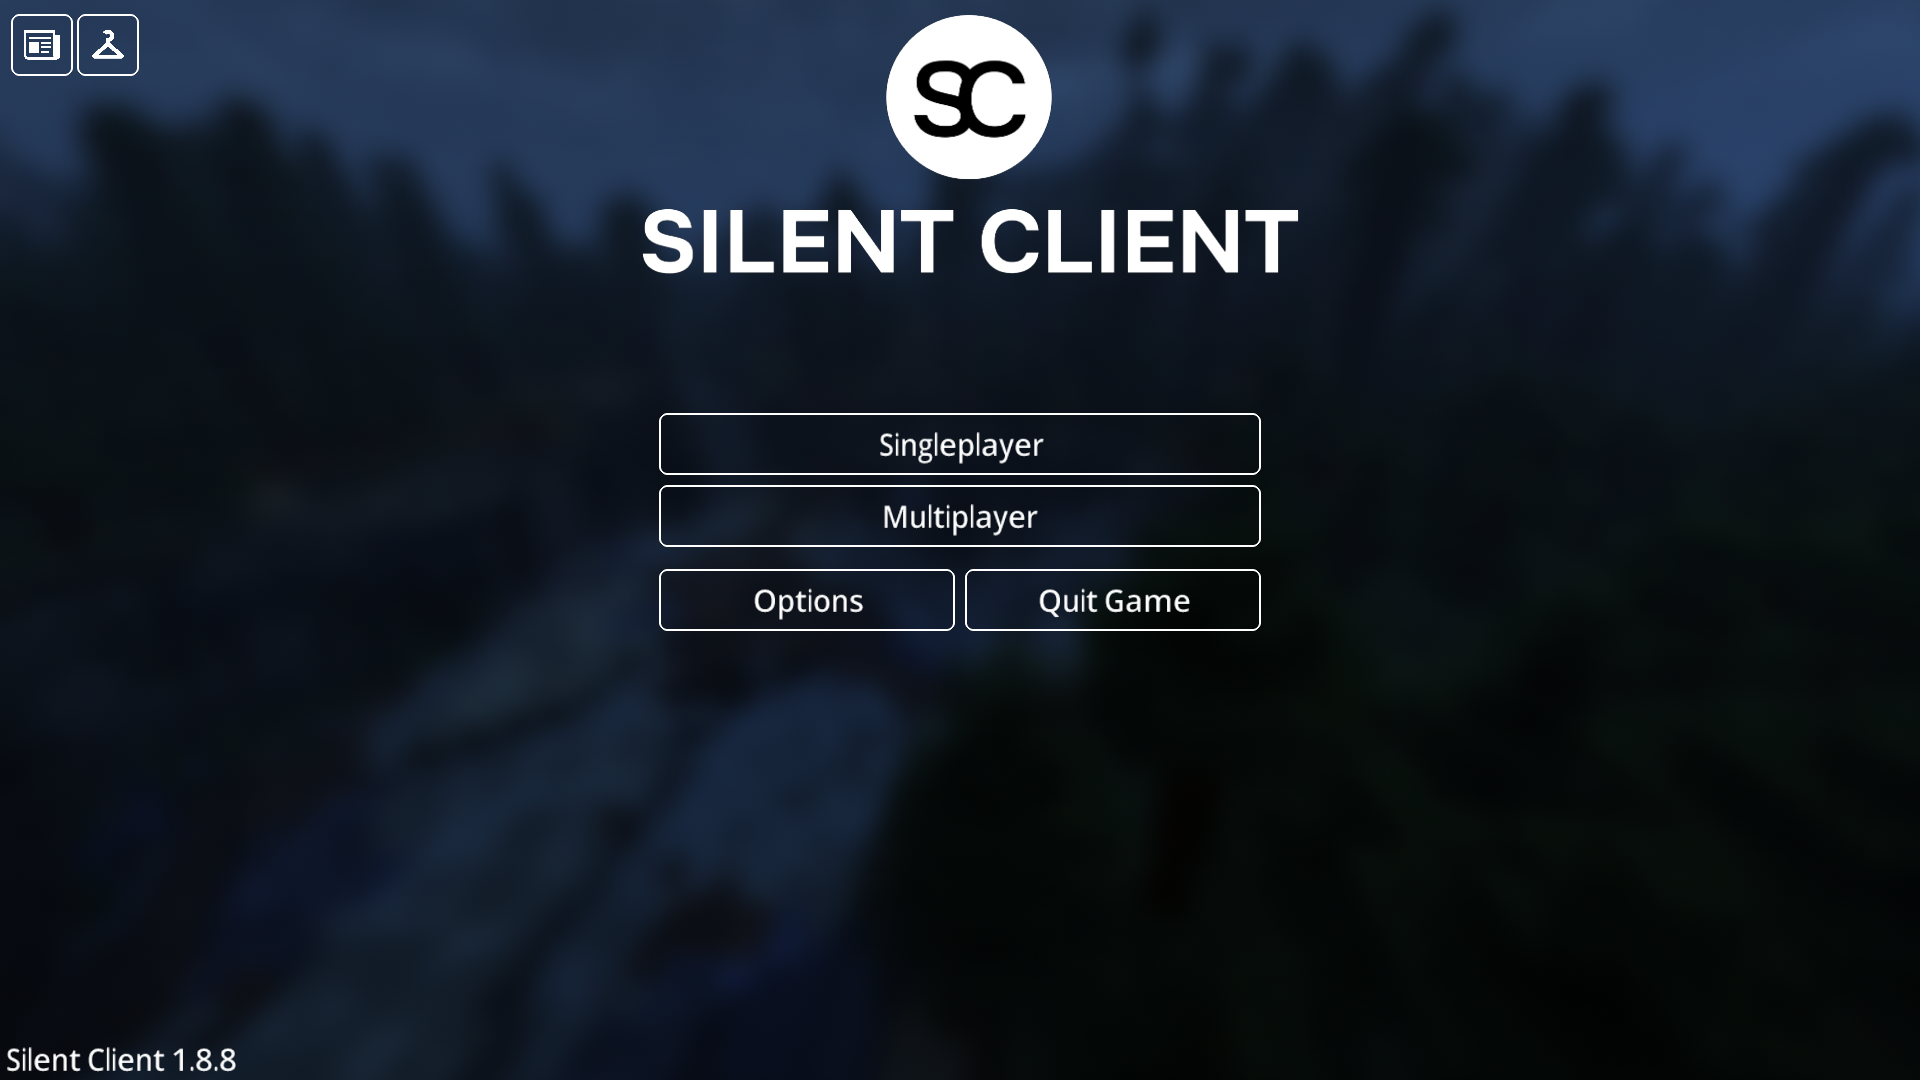 SC
SILENT CLIENT
Singleplayer
Multiplayer
Options
Quit Game
Silent Client 1.8.8